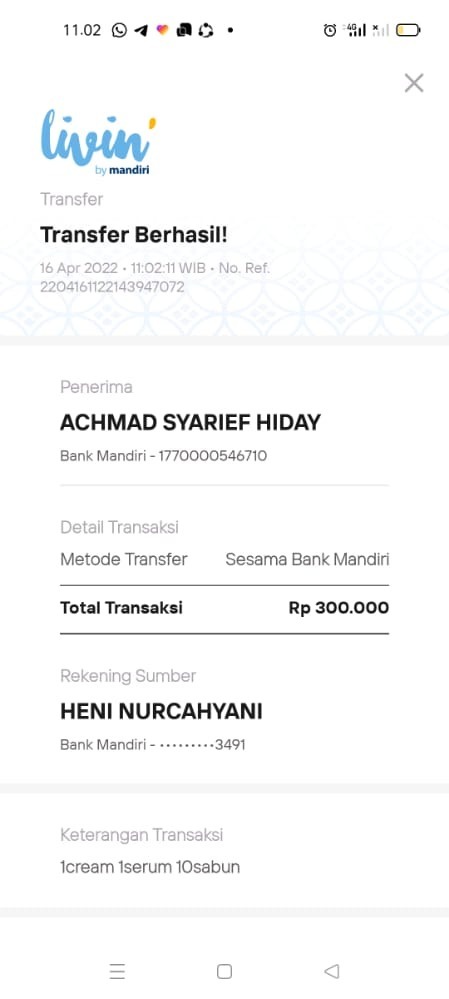 11.02
4G
livin'
by mandiri
Transfer
Transfer Berhasil!
16 Apr 2022 • 11:02:11 WIB • No. Ref.
2204161122143947072
Penerima
ACHMAD SYARIEF HIDAY
Bank Mandiri - 1770000546710
Detail Transaksi
Metode Transfer Sesama Bank Mandiri
Total Transaksi Rp 300.000
Rekening Sumber
HENI NURCAHYANI
Bank Mandiri - •••••••••3491
Keterangan Transaksi
1cream 1serum 10sabun